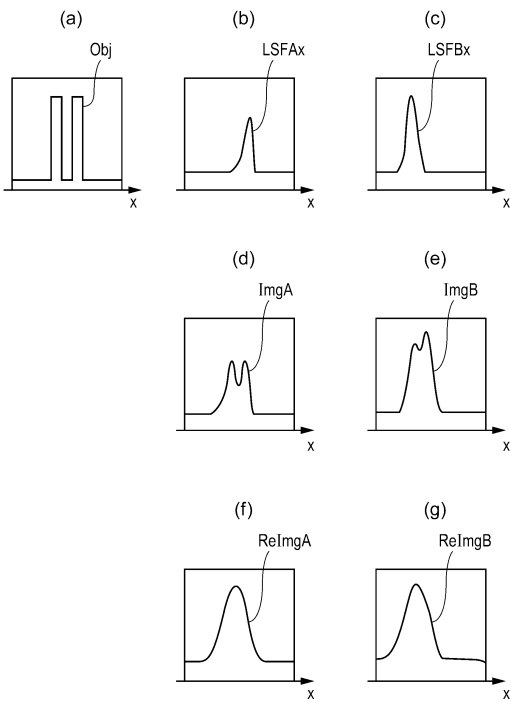 (a)
(b)
(c)
Obj
LSFAx
LSFBx
x
x
x
(d)
(e)
ImgA
ImgB
x
x
(f)
(g)
ReImgA
ReImgB
x
x